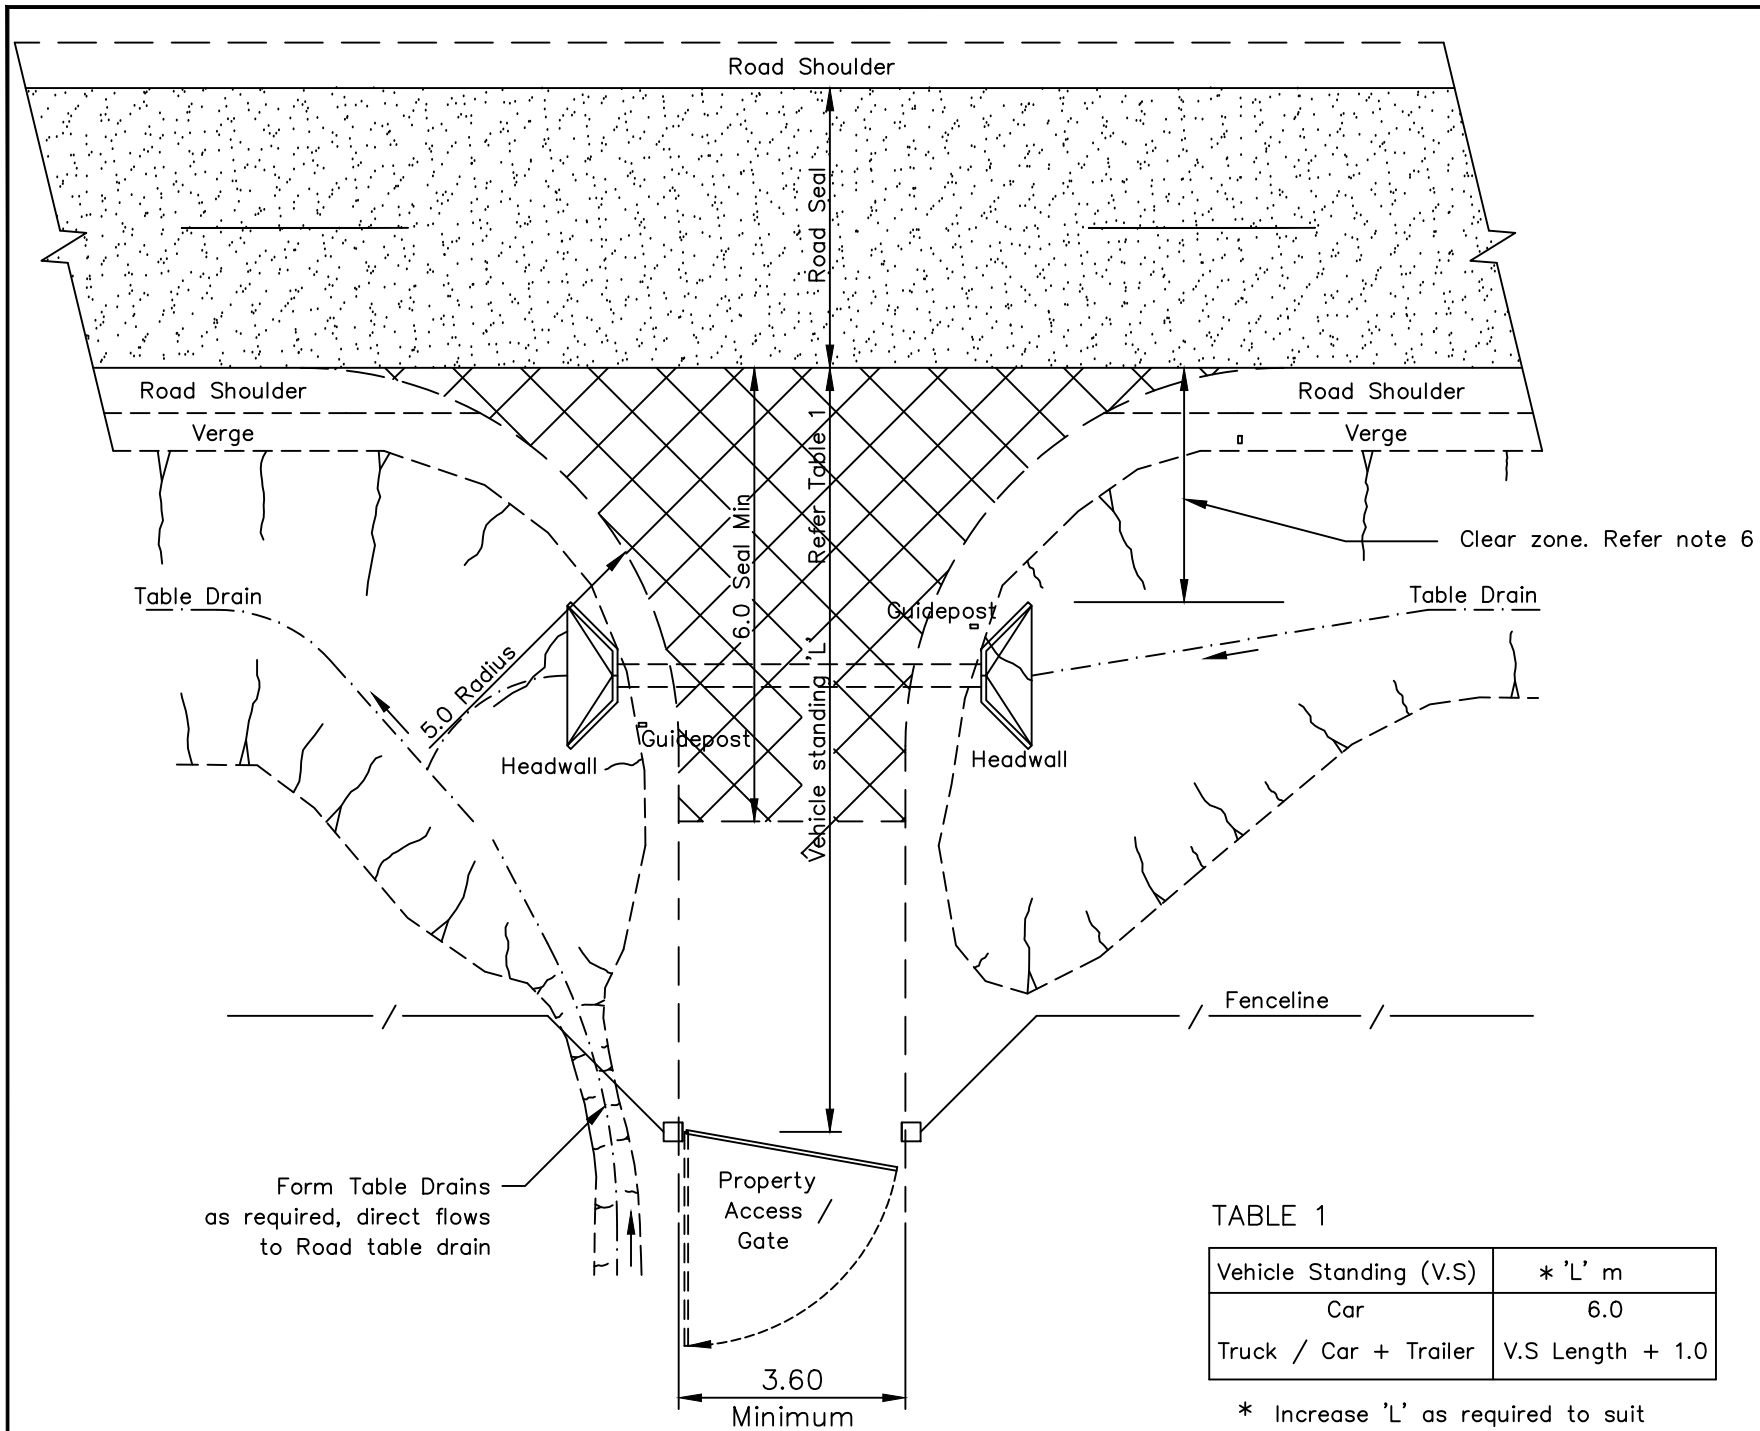 Road Shoulder
Road Seal
Road Shoulder
Road Shoulder
Verge
Verge
Refer Table 1
6.0 Seal Min
Clear zone. Refer note 6
Table Drain
Table Drain
Guidepost
5.0 Radius
Vehicle standing 'L'
Guidepost
Headwall
Headwall
Fenceline
Form Table Drains
as required, direct flows
to Road table drain
Property
Access /
Gate
3.60
Minimum
TABLE 1
Vehicle Standing (V.S) * 'L' m
Car 6.0
Truck / Car + Trailer V.S Length + 1.0
* Increase 'L' as required to suit